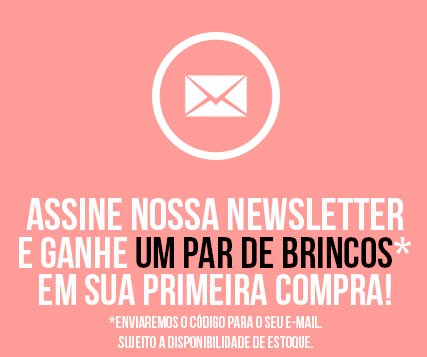 ASSINE NOSSA NEWSLETTER
E GANHE UM PAR DE BRINCOS*
EM SUA PRIMEIRA COMPRA!
*ENVIAREMOS O CÓDIGO PARA O SEU E-MAIL.
SUJEITO A DISPONIBILIDADE DE ESTOQUE.